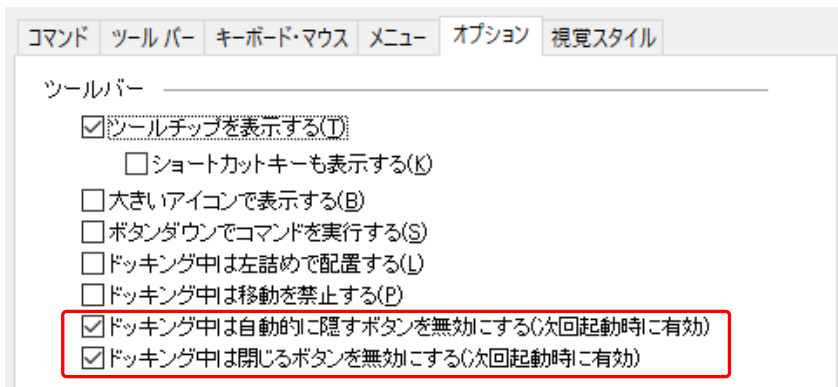 コマンド ツール バー キーボード・マウス メニュー オプション 視覚スタイル
ツールバー
ツールチップを表示する(T)
ショートカットキーも表示する(K)
大きいアイコンで表示する(B)
ボタンダウンでコマンドを実行する(S)
ドッキング中は左詰めで配置する(L)
ドッキング中は移動を禁止する(P)
ドッキング中は自動的に隠すボタンを無効にする(次回起動時に有効)
ドッキング中は閉じるボタンを無効にする(次回起動時に有効)